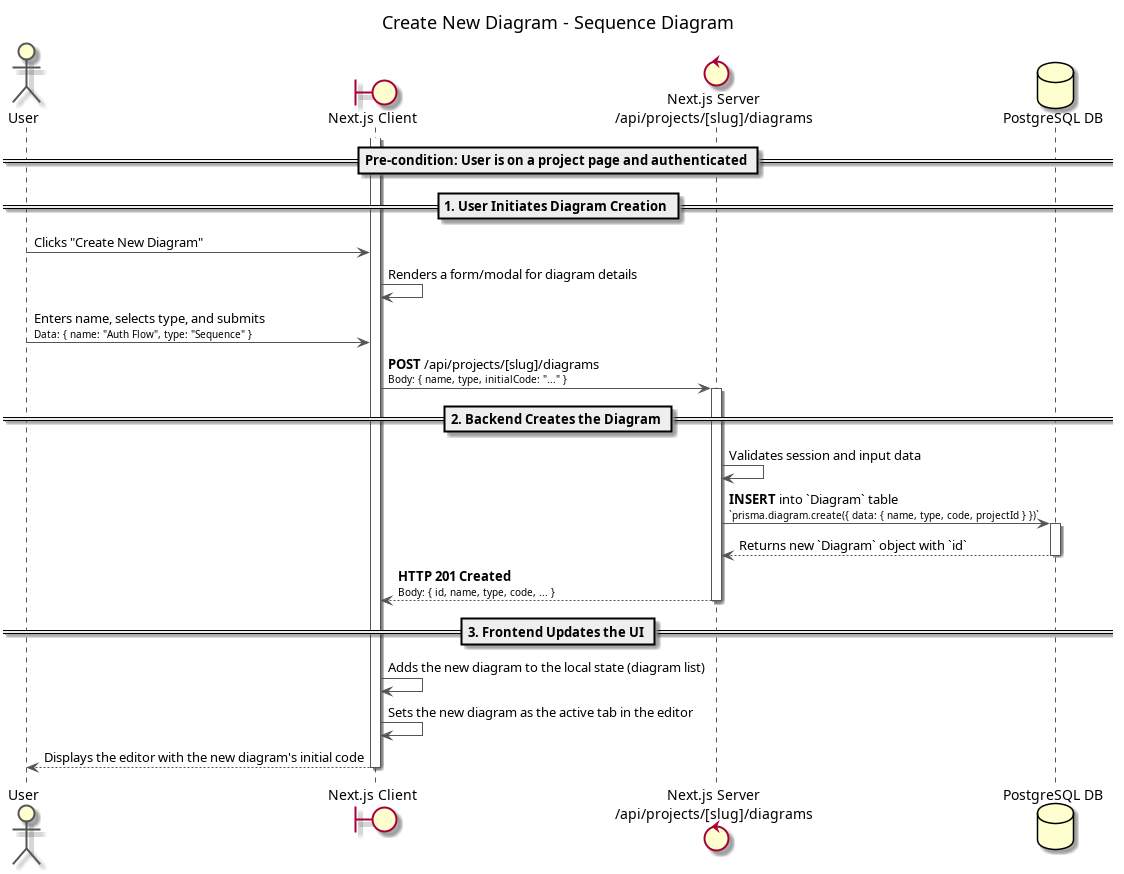 Create New Diagram - Sequence Diagram
User
Next.js Client
Next.js Server
/api/projects/[slug]/diagrams
PostgreSQL DB
Pre-condition: User is on a project page and authenticated
1. User Initiates Diagram Creation
Clicks "Create New Diagram"
Renders a form/modal for diagram details
Enters name, selects type, and submits
Data: { name: "Auth Flow", type: "Sequence" }
POST /api/projects/[slug]/diagrams
Body: { name, type, initialCode: "..." }
2. Backend Creates the Diagram
Validates session and input data
INSERT into `Diagram` table
`prisma.diagram.create({ data: { name, type, code, projectId } })`
Returns new `Diagram` object with `id`
HTTP 201 Created
Body: { id, name, type, code, ... }
3. Frontend Updates the UI
Adds the new diagram to the local state (diagram list)
Sets the new diagram as the active tab in the editor
Displays the editor with the new diagram's initial code
User
Next.js Client
Next.js Server
/api/projects/[slug]/diagrams
PostgreSQL DB